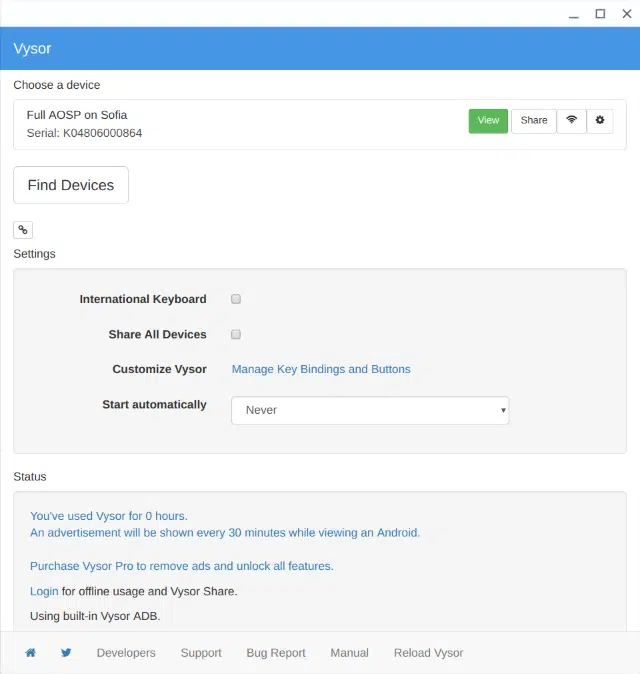 Vysor
Choose a device
Full AOSP on Sofia
Serial: K04806000864
View
Share
Find Devices
Settings
International Keyboard
Share All Devices
Customize Vysor
Manage Key Bindings and Buttons
Start automatically
Never
Status
You've used Vysor for 0 hours.
An advertisement will be shown every 30 minutes while viewing an Android.
Purchase Vysor Pro to remove ads and unlock all features.
Login for offline usage and Vysor Share.
Using built-in Vysor ADB.
Developers
Support
Bug Report
Manual
Reload Vysor